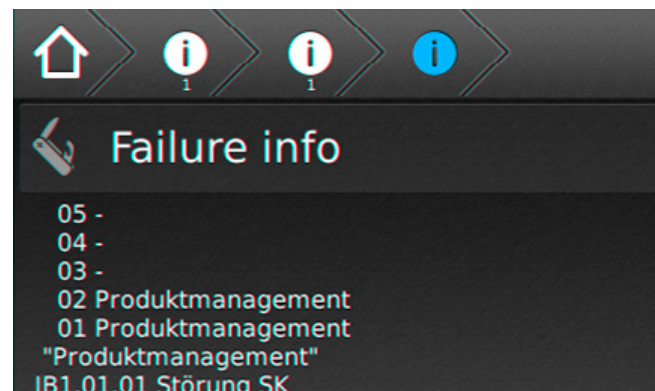 1
1
Failure info
05 -
04 -
03 -
02 Produktmanagement
01 Produktmanagement
"Produktmanagement"
IB1.01.01 Störung SK